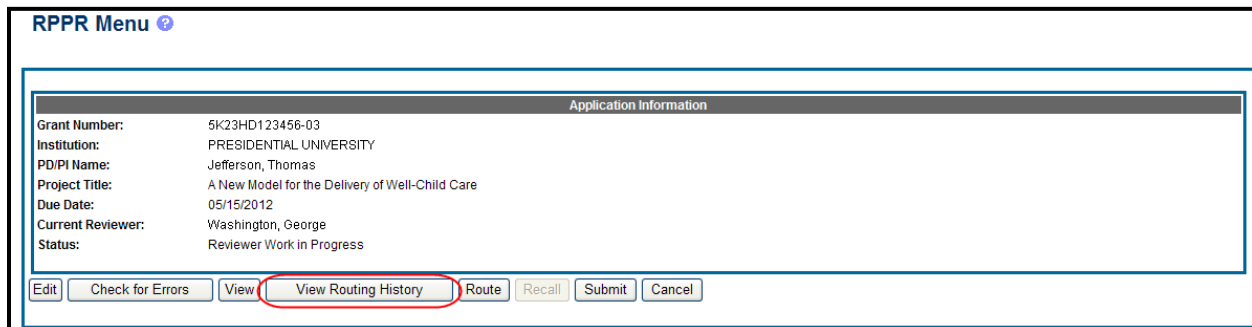 RPPR Menu ?
Application Information
Grant Number: 5K23HD123456-03
Institution: PRESIDENTIAL UNIVERSITY
PD/PI Name: Jefferson, Thomas
Project Title: A New Model for the Delivery of Well-Child Care
Due Date: 05/15/2012
Current Reviewer: Washington, George
Status: Reviewer Work in Progress
Edit Check for Errors View View Routing History Route Recall Submit Cancel